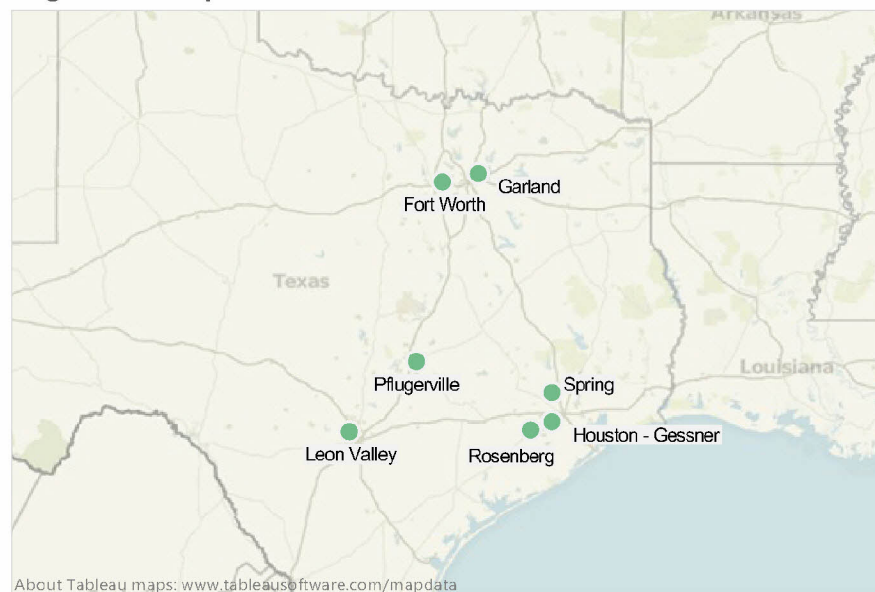 Arkansas
Garland
Fort Worth
Texas
Louisiana
Pflugerville
Spring
Houston - Gessner
Leon Valley
Rosenberg
About Tableau maps: www.tableausoftware.com/mapdata